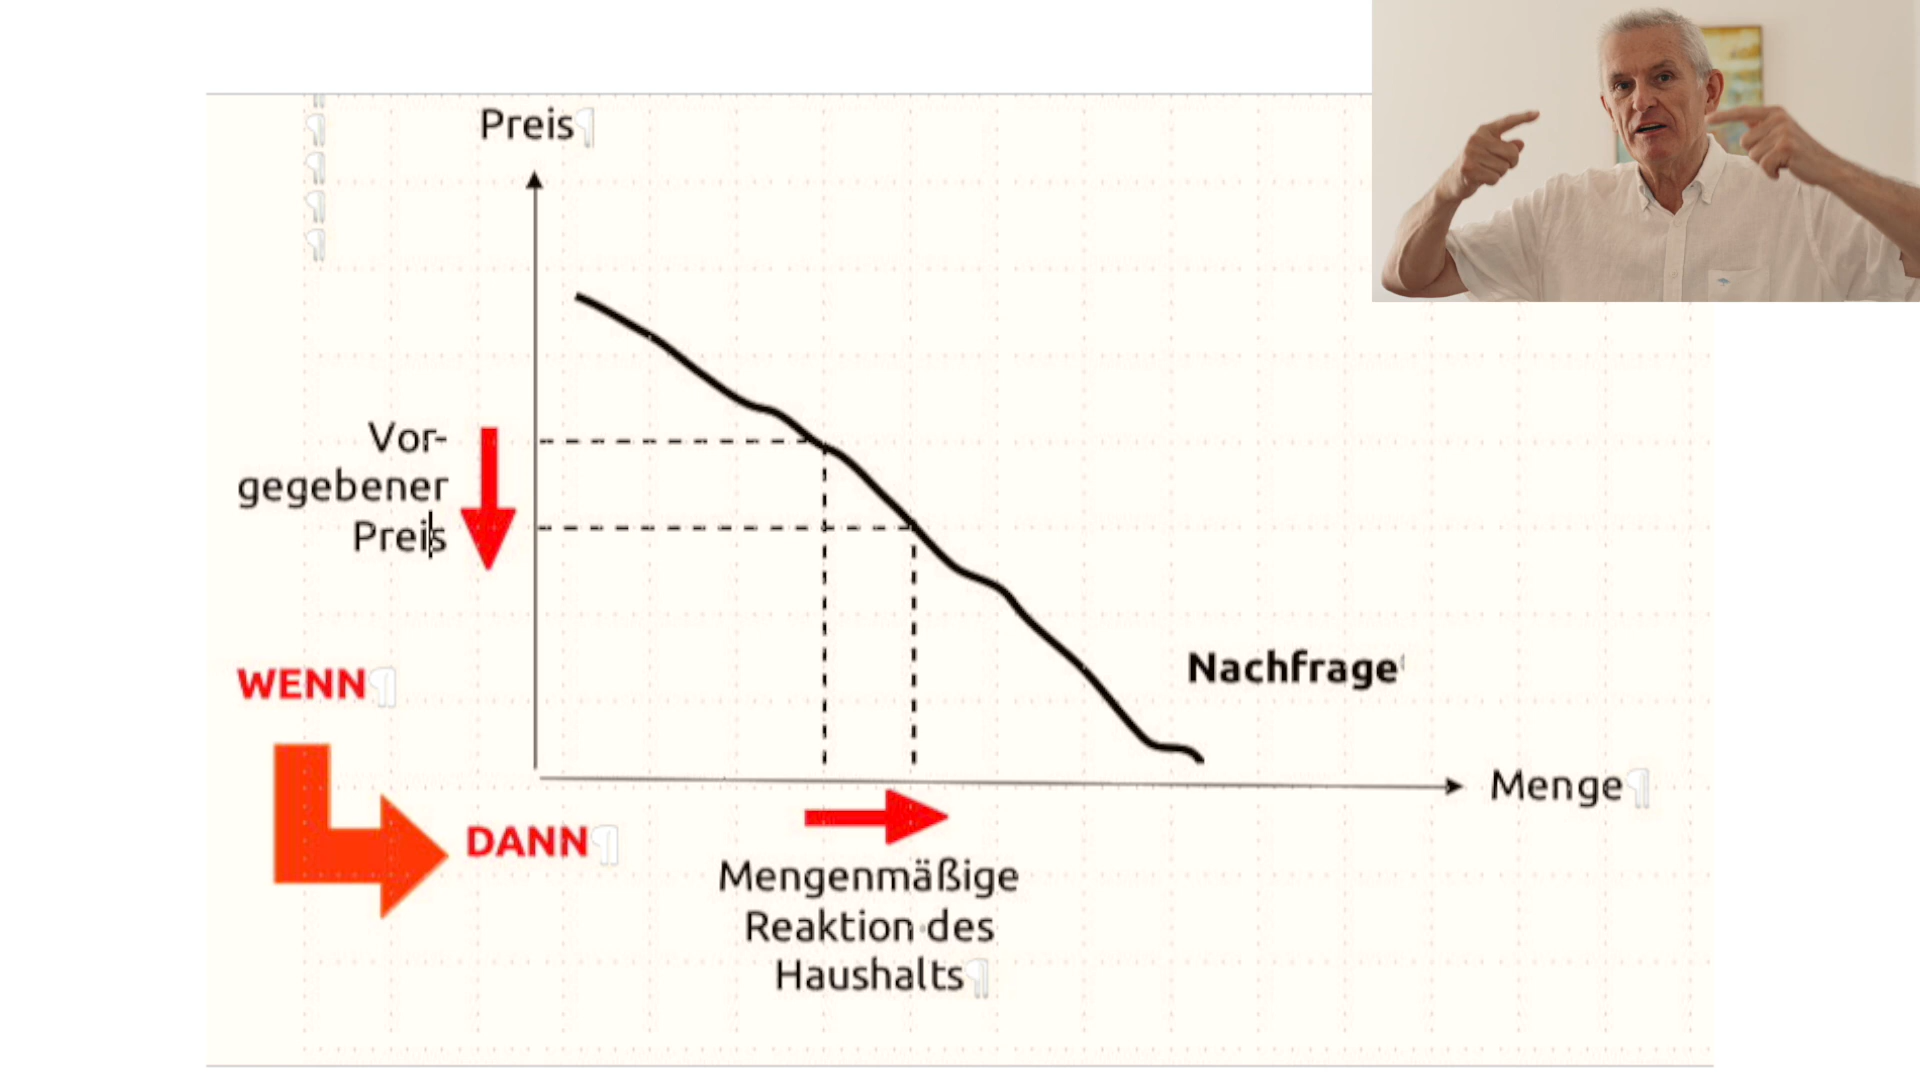 Preis
Vor-
gegebener
Preis
WENN
Nachfrage
Menge
DANN
Mengenmäßige
Reaktion des
Haushalts